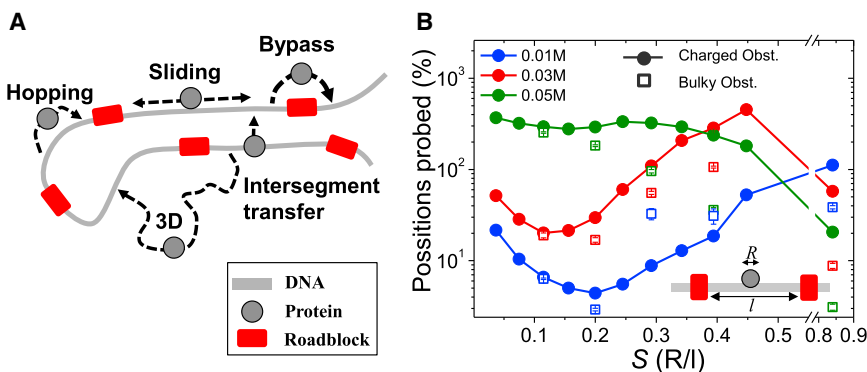 A
Hopping
Sliding
Bypass
3D
Intersegment
transfer
DNA
Protein
Roadblock
B
Possitions probed (%)
10³
10²
10¹
0.01M
0.03M
0.05M
Charged Obst.
Bulky Obst.
R
l
0.1 0.2 0.3 0.4 0.5 0.8 0.9
S (R/l)